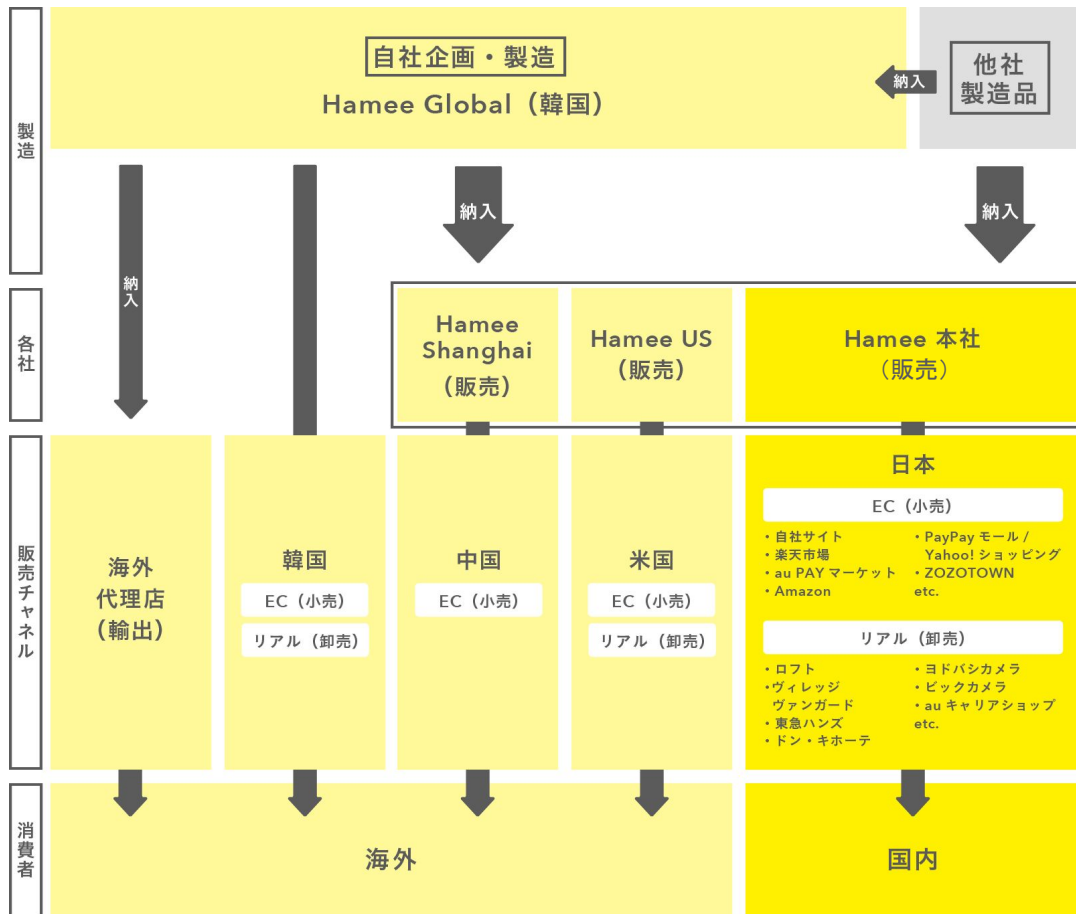 製造
自社企画・製造
Hamee Global（韓国）
納入
他社
製造品
納入
納入
納入
各社
Hamee
Shanghai
（販売）
Hamee US
（販売）
Hamee 本社
（販売）
販売チャネル
海外
代理店
（輸出）
韓国
EC（小売）
リアル（卸売）
中国
EC（小売）
米国
EC（小売）
リアル（卸売）
日本
EC（小売）
・自社サイト
・楽天市場
・au PAY マーケット
・Amazon
・PayPay モール /
Yahoo! ショッピング
・ZOZOTOWN
etc.
リアル（卸売）
・ロフト
・ヴィレッジ
ヴァンガード
・東急ハンズ
・ドン・キホーテ
・ヨドバシカメラ
・ビックカメラ
・au キャリアショップ
etc.
消費者
海外
国内